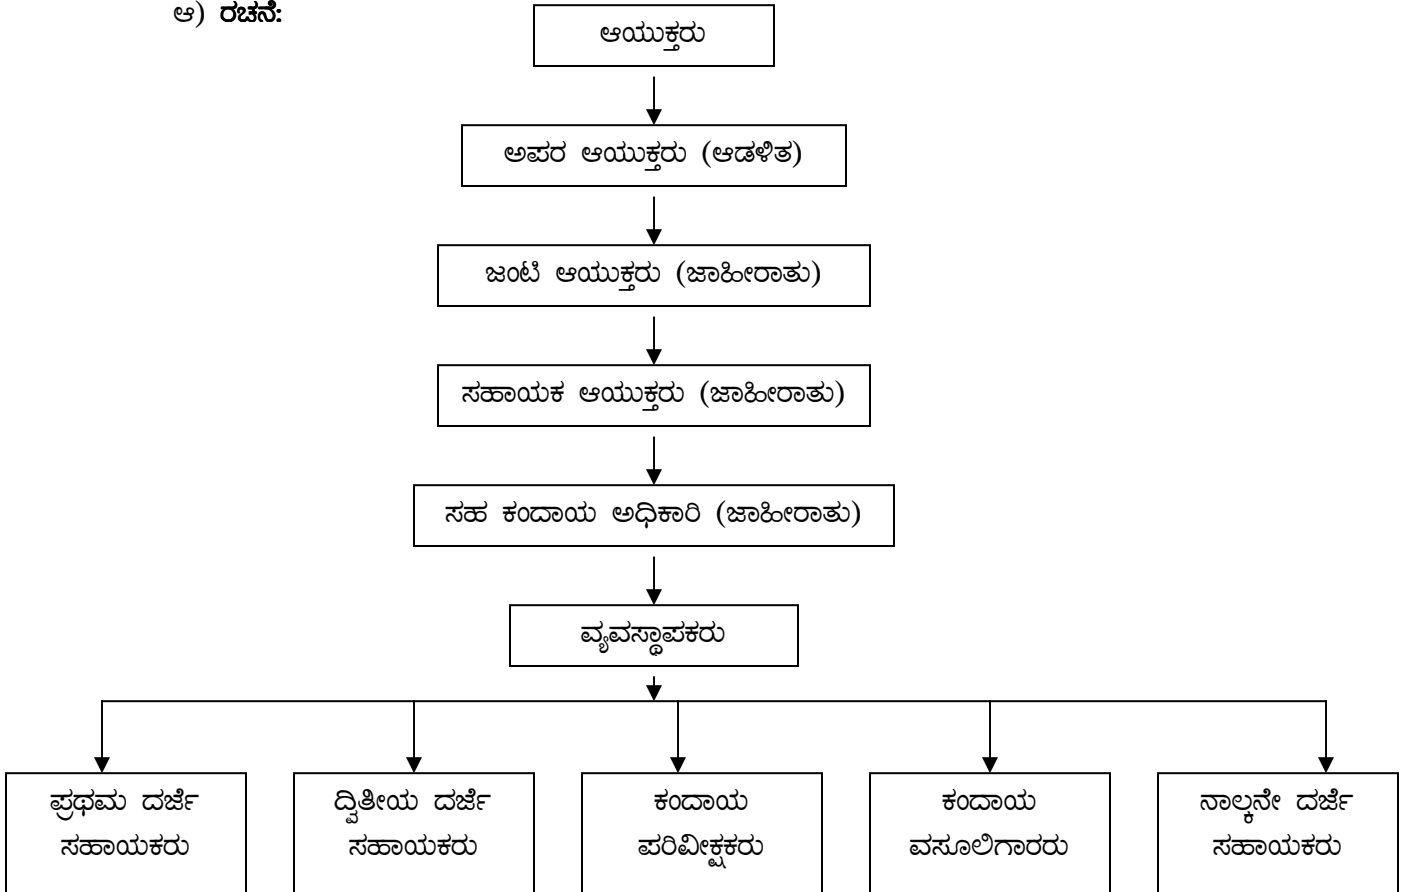 ಆ) ರಚನೆ:
ಆಯುಕ್ತರು
ಅಪರ ಆಯುಕ್ತರು (ಆಡಳಿತ)
ಜಂಟಿ ಆಯುಕ್ತರು (ಜಾಹೀರಾತು)
ಸಹಾಯಕ ಆಯುಕ್ತರು (ಜಾಹೀರಾತು)
ಸಹ ಕಂದಾಯ ಅಧಿಕಾರಿ (ಜಾಹೀರಾತು)
ವ್ಯವಸ್ಥಾಪಕರು
ಪ್ರಥಮ ದರ್ಜೆ
ಸಹಾಯಕರು
ದ್ವಿತೀಯ ದರ್ಜೆ
ಸಹಾಯಕರು
ಕಂದಾಯ
ಪರಿವೀಕ್ಷಕರು
ಕಂದಾಯ
ವಸೂಲಿಗಾರರು
ನಾಲ್ಕನೇ ದರ್ಜೆ
ಸಹಾಯಕರು